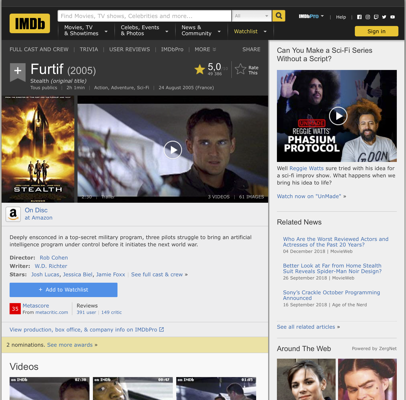 IMDb
Find Movies, TV shows, Celebrities and more...
All
IMDbPro
Help
Movies, TV
& Showtimes
Celebs, Events
& Photos
News &
Community
Watchlist
Sign in
FULL CAST AND CREW | TRIVIA | USER REVIEWS | IMDbPro | MORE
SHARE
Furtif (2005)
Stealth (original title)
Tous publics | 2h 1min | Action, Adventure, Sci-Fi | 24 August 2005 (France)
5,0
Rate
This
STEALTH
3 VIDEOS | 61 IMAGES
On Disc
at Amazon
Deeply ensconced in a top-secret military program, three pilots struggle to bring an artificial
intelligence program under control before it initiates the next world war.
Director: Rob Cohen
Writer: W.D. Richter
Stars: Josh Lucas, Jessica Biel, Jamie Foxx | See full cast & crew »
+ Add to Watchlist
35
Metascore
From metacritic.com
Reviews
391 user | 149 critic
View production, box office, & company info on IMDbPro
2 nominations. See more awards »
Videos
Can You Make a Sci-Fi Series
Without a Script?
REGGIE WATTS'
PHASIUM
PROTOCOL
Well Reggie Watts sure tried with his idea for
a sci-fi improv show. What happens when we
bring his idea to life?
Watch now on "UnMade" »
Related News
Who Are the Worst Reviewed Actors and
Actresses of the Past 20 Years?
04 December 2018 | MovieWeb
Better Look at Far from Home Stealth
Suit Reveals Spider-Man Noir Design?
26 September 2018 | MovieWeb
Sony's Crackle October Programming
Announced
16 September 2018 | Age of the Nerd
See all related articles »
Around The Web
Powered by ZergNet